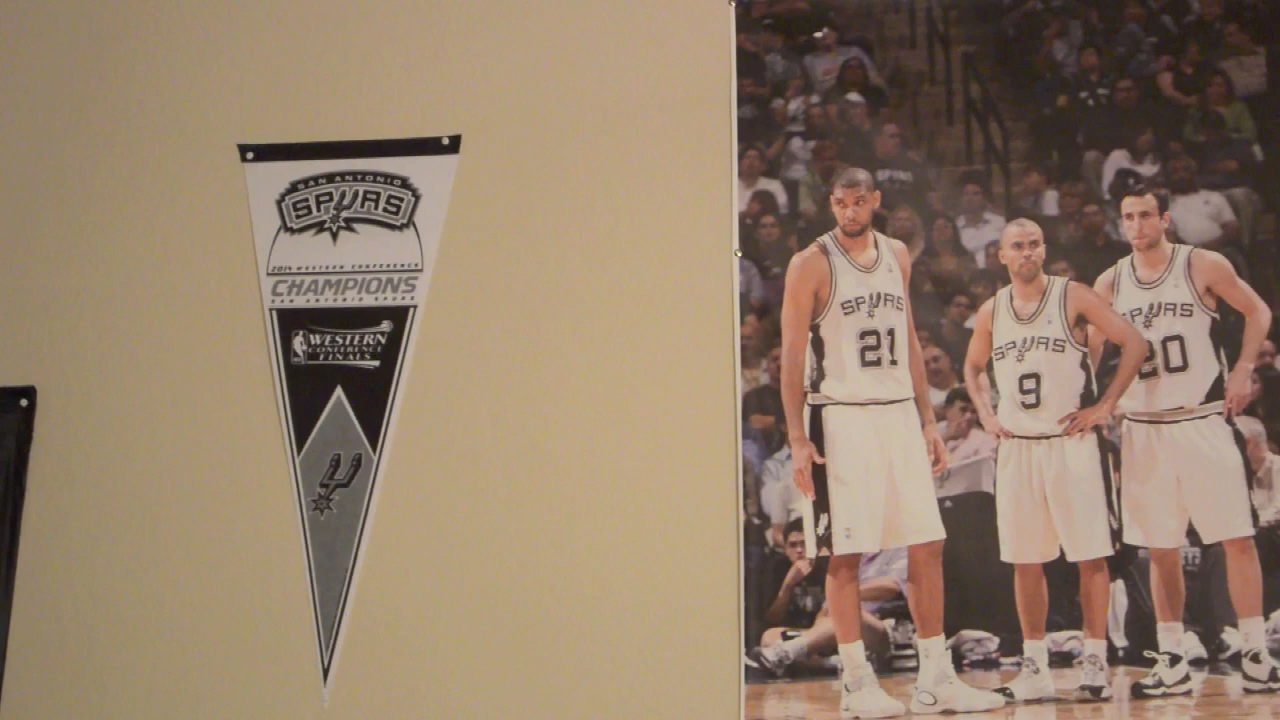 SAN ANTONIO
SPURS
2014 WESTERN CONFERENCE
CHAMPIONS
SAN ANTONIO SPURS
WESTERN
CONFERENCE
FINALS
SPURS
21
SPURS
9
SPURS
20